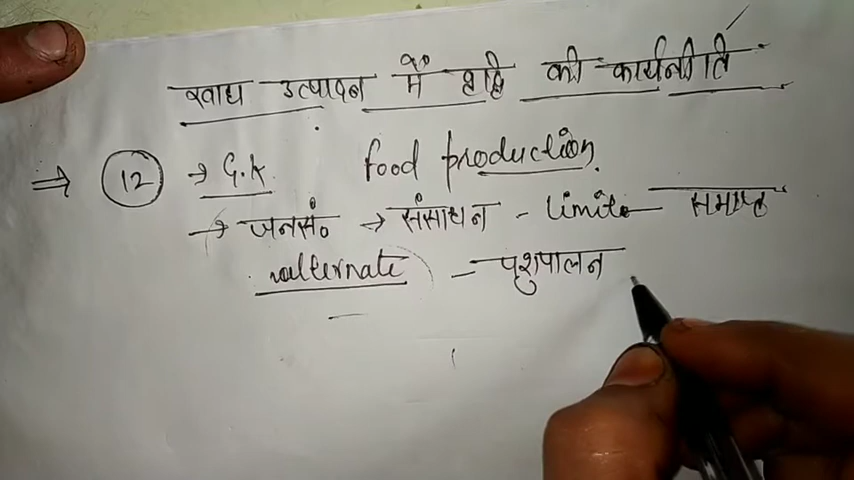 खाद्य उत्पादन में वृद्धि की कार्यनीति
⇒ 12 → G.K food production.
→ जनसं० → संसाधन - limite समाप्त
alternate - पशुपालन